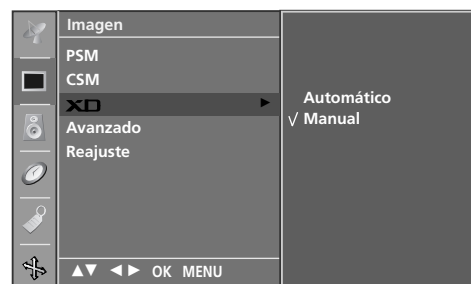 Imagen
PSM
CSM
XD ►
Avanzado
Reajuste
Automático
√ Manual
▲▼ ◄► OK MENU